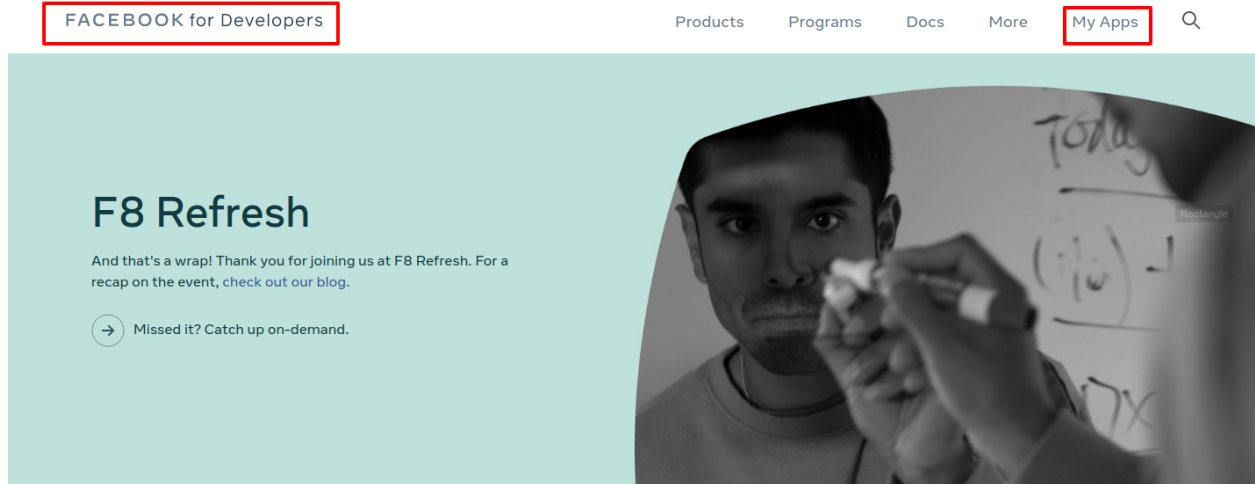 FACEBOOK for Developers
Products Programs Docs More My Apps
F8 Refresh
And that's a wrap! Thank you for joining us at F8 Refresh. For a
recap on the event, check out our blog.
Missed it? Catch up on-demand.
Today
Rectangle